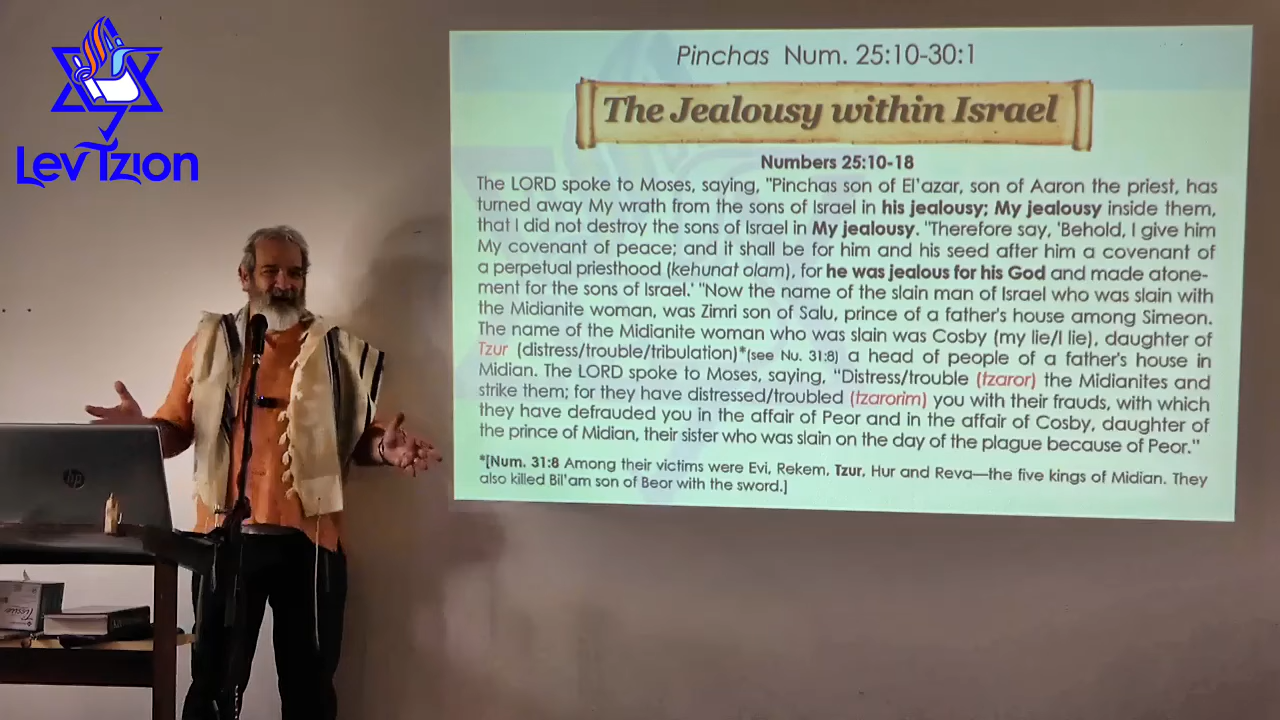 Lev Tzion
Pinchas Num. 25:10-30:1
The Jealousy within Israel
Numbers 25:10-18
The LORD spoke to Moses, saying, "Pinchas son of El'azar, son of Aaron the priest, has
turned away My wrath from the sons of Israel in his jealousy; My jealousy inside them,
that I did not destroy the sons of Israel in My jealousy. "Therefore say, 'Behold, I give him
My covenant of peace; and it shall be for him and his seed after him a covenant of
a perpetual priesthood (kehunat olam), for he was jealous for his God and made atone-
ment for the sons of Israel.' "Now the name of the slain man of Israel who was slain with
the Midianite woman, was Zimri son of Salu, prince of a father's house among Simeon.
The name of the Midianite woman who was slain was Cosby (my lie/I lie), daughter of
Tzur (distress/trouble/tribulation)*(see Nu. 31:8) a head of people of a father's house in
Midian. The LORD spoke to Moses, saying, "Distress/trouble (tzaror) the Midianites and
strike them; for they have distressed/troubled (tzarorim) you with their frauds, with which
they have defrauded you in the affair of Peor and in the affair of Cosby, daughter of
the prince of Midian, their sister who was slain on the day of the plague because of Peor."
*[Num. 31:8 Among their victims were Evi, Rekem, Tzur, Hur and Reva—the five kings of Midian. They
also killed Bil'am son of Beor with the sword.]
hp